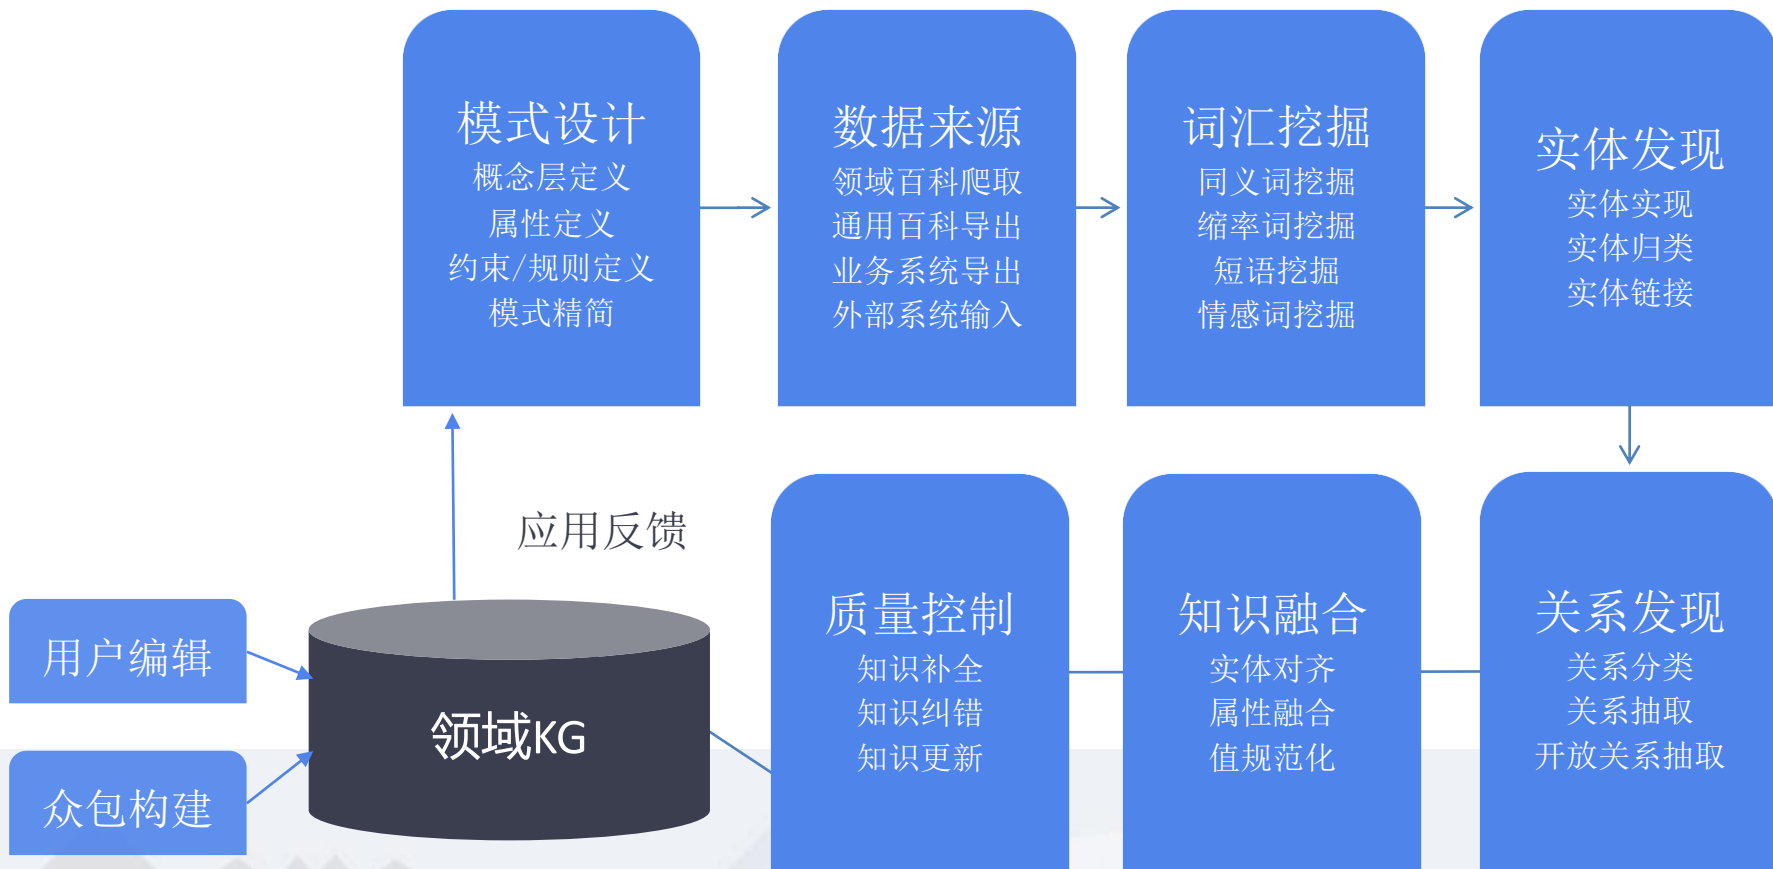 模式设计
概念层定义
属性定义
约束/规则定义
模式精简
数据来源
领域百科爬取
通用百科导出
业务系统导出
外部系统输入
词汇挖掘
同义词挖掘
缩率词挖掘
短语挖掘
情感词挖掘
实体发现
实体实现
实体归类
实体链接
应用反馈
用户编辑
众包构建
领域KG
质量控制
知识补全
知识纠错
知识更新
知识融合
实体对齐
属性融合
值规范化
关系发现
关系分类
关系抽取
开放关系抽取